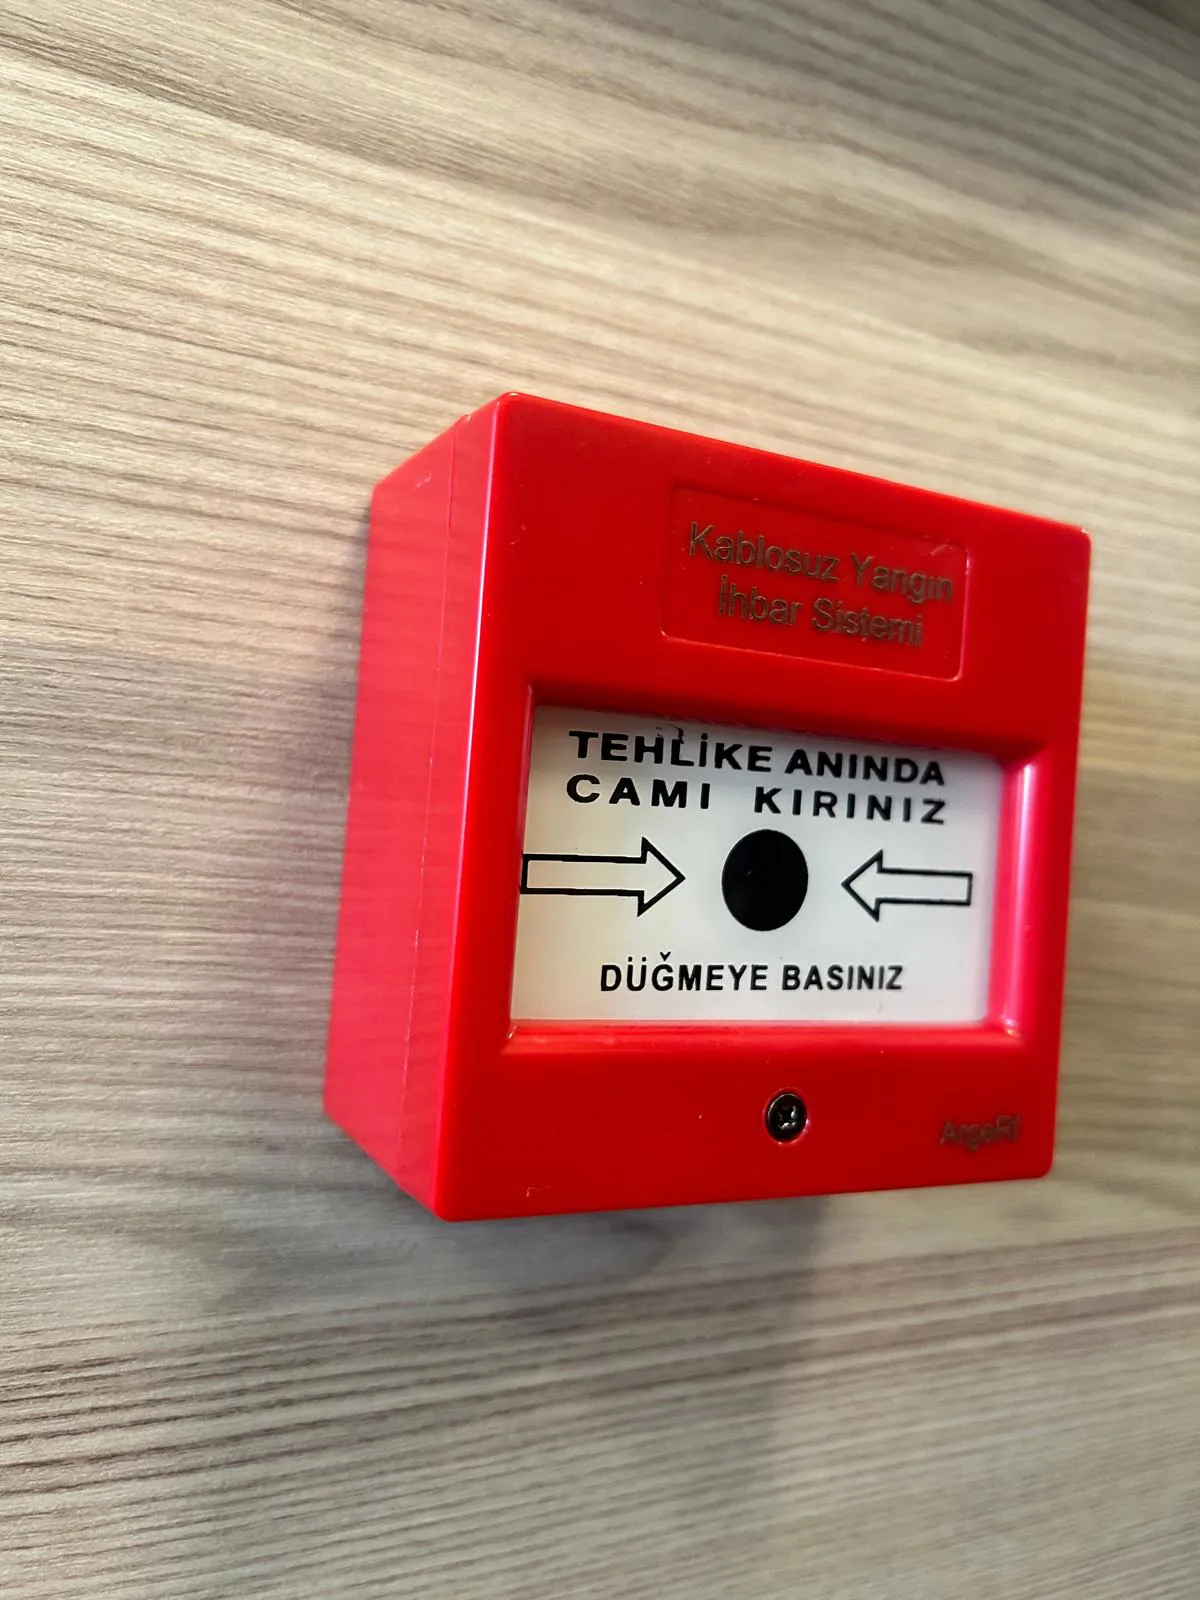 Kablosuz Yangın
İhbar Sistemi
TEHLİKE ANINDA
CAMI KIRINIZ
DÜĞMEYE BASINIZ